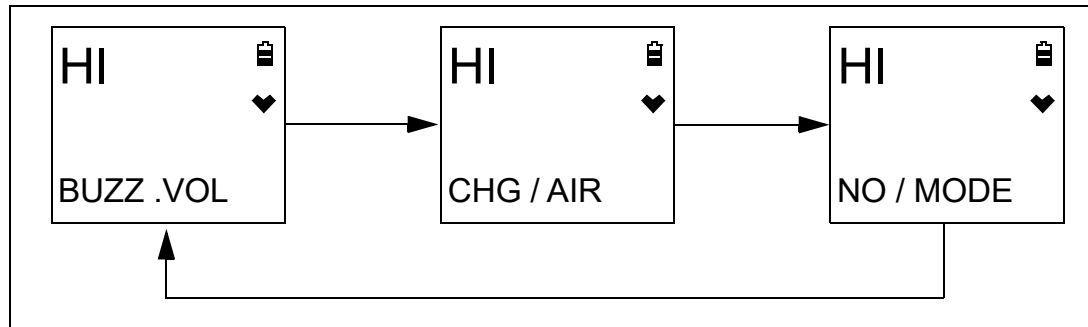 HI
BUZZ .VOL
HI
CHG / AIR
HI
NO / MODE